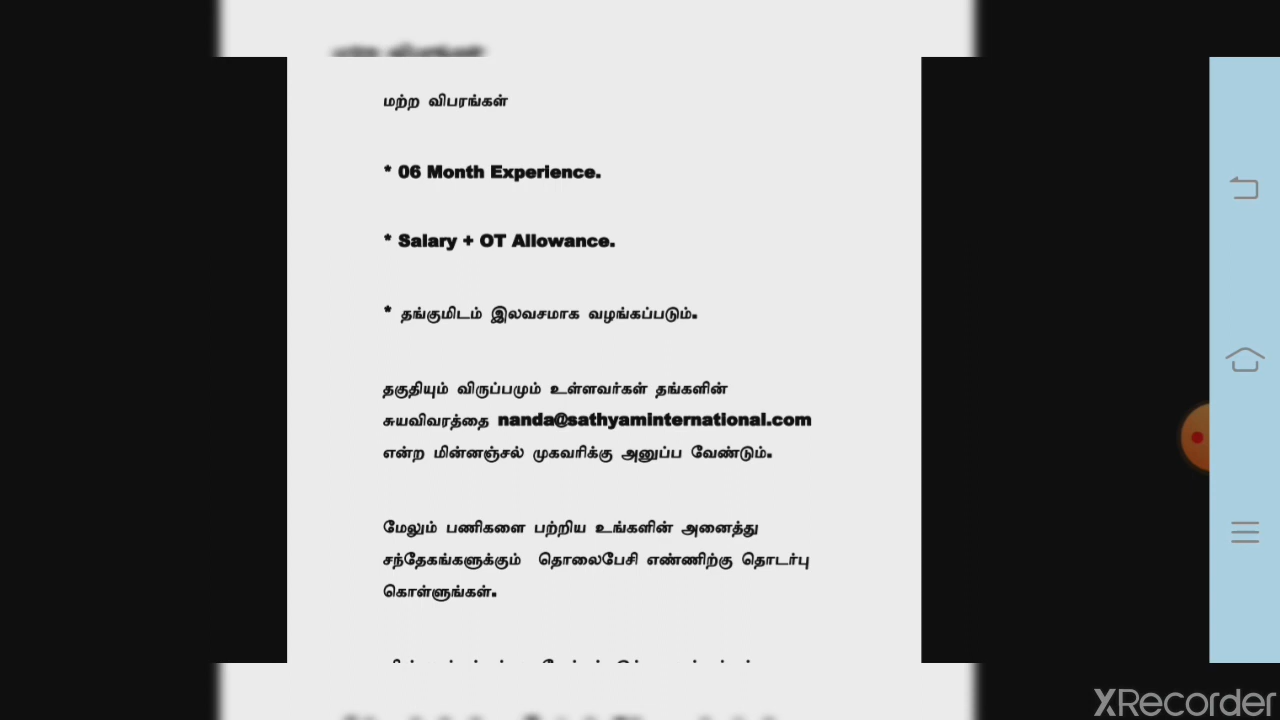 மற்ற விபரங்கள்
* 06 Month Experience.
* Salary + OT Allowance.
* தங்குமிடம் இலவசமாக வழங்கப்படும்.
தகுதியும் விருப்பமும் உள்ளவர்கள் தங்களின்
சுயவிவரத்தை nanda@sathyaminternational.com
என்ற மின்னஞ்சல் முகவரிக்கு அனுப்ப வேண்டும்.
மேலும் பணிகளை பற்றிய உங்களின் அனைத்து
சந்தேகங்களுக்கும் தொலைபேசி எண்ணிற்கு தொடர்பு
கொள்ளுங்கள்.
XRecorder